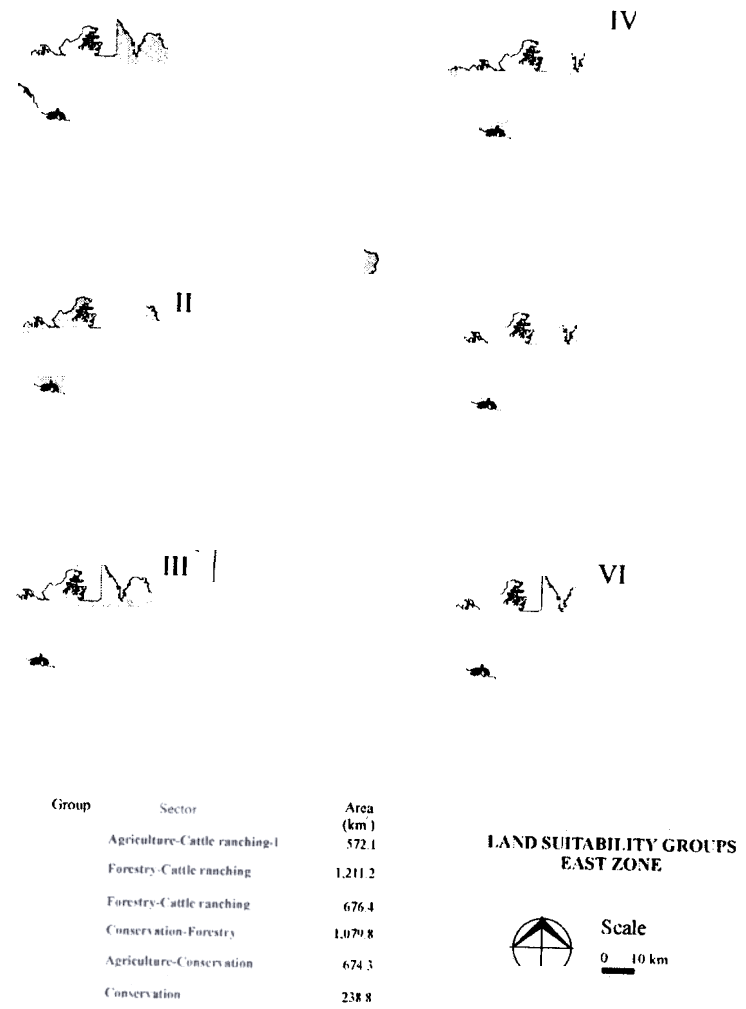 IV
II
III
VI
Group Sector Area
(km²)
Agriculture-Cattle ranching-I 572.1
Forestry-Cattle ranching 1,211.2
Forestry-Cattle ranching 676.4
Conservation-Forestry 1,079.8
Agriculture-Conservation 674.3
Conservation 238.8
LAND SUITABILITY GROUPS
EAST ZONE
Scale
0 10 km